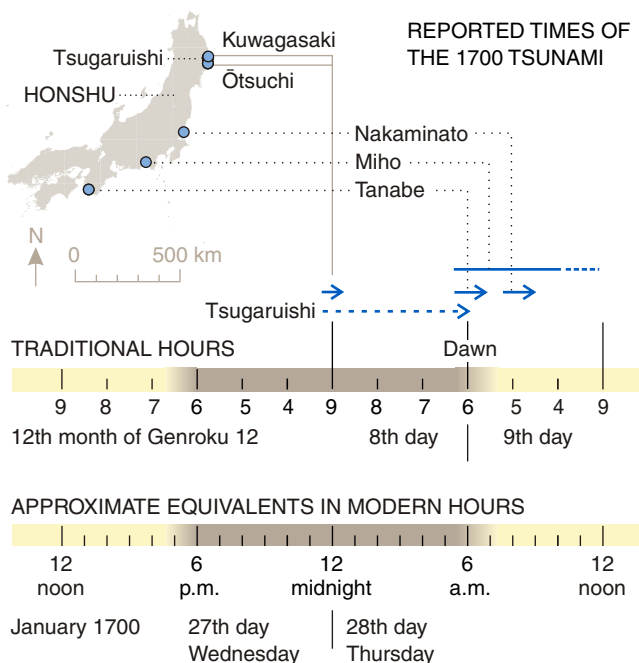 REPORTED TIMES OF
THE 1700 TSUNAMI
Kuwagasaki
Tsugaruishi
Ōtsuchi
HONSHU
Nakaminato
Miho
Tanabe
N
0 500 km
Tsugaruishi
TRADITIONAL HOURS Dawn
9 8 7 6 5 4 9 8 7 6 5 4 9
12th month of Genroku 12 8th day 9th day
APPROXIMATE EQUIVALENTS IN MODERN HOURS
12 6 12 6 12
noon p.m. midnight a.m. noon
January 1700 27th day 28th day
Wednesday Thursday